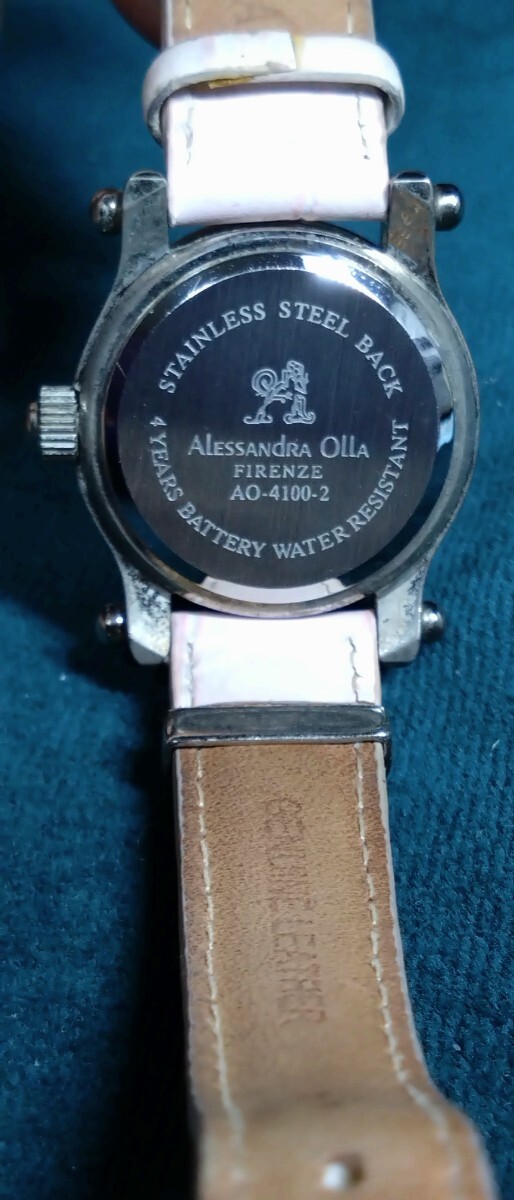 STAINLESS STEEL BACK
ALESSANDRA OLLA
FIRENZE
AO-4100-2
4 YEARS BATTERY WATER RESISTANT
GENUINE LEATHER